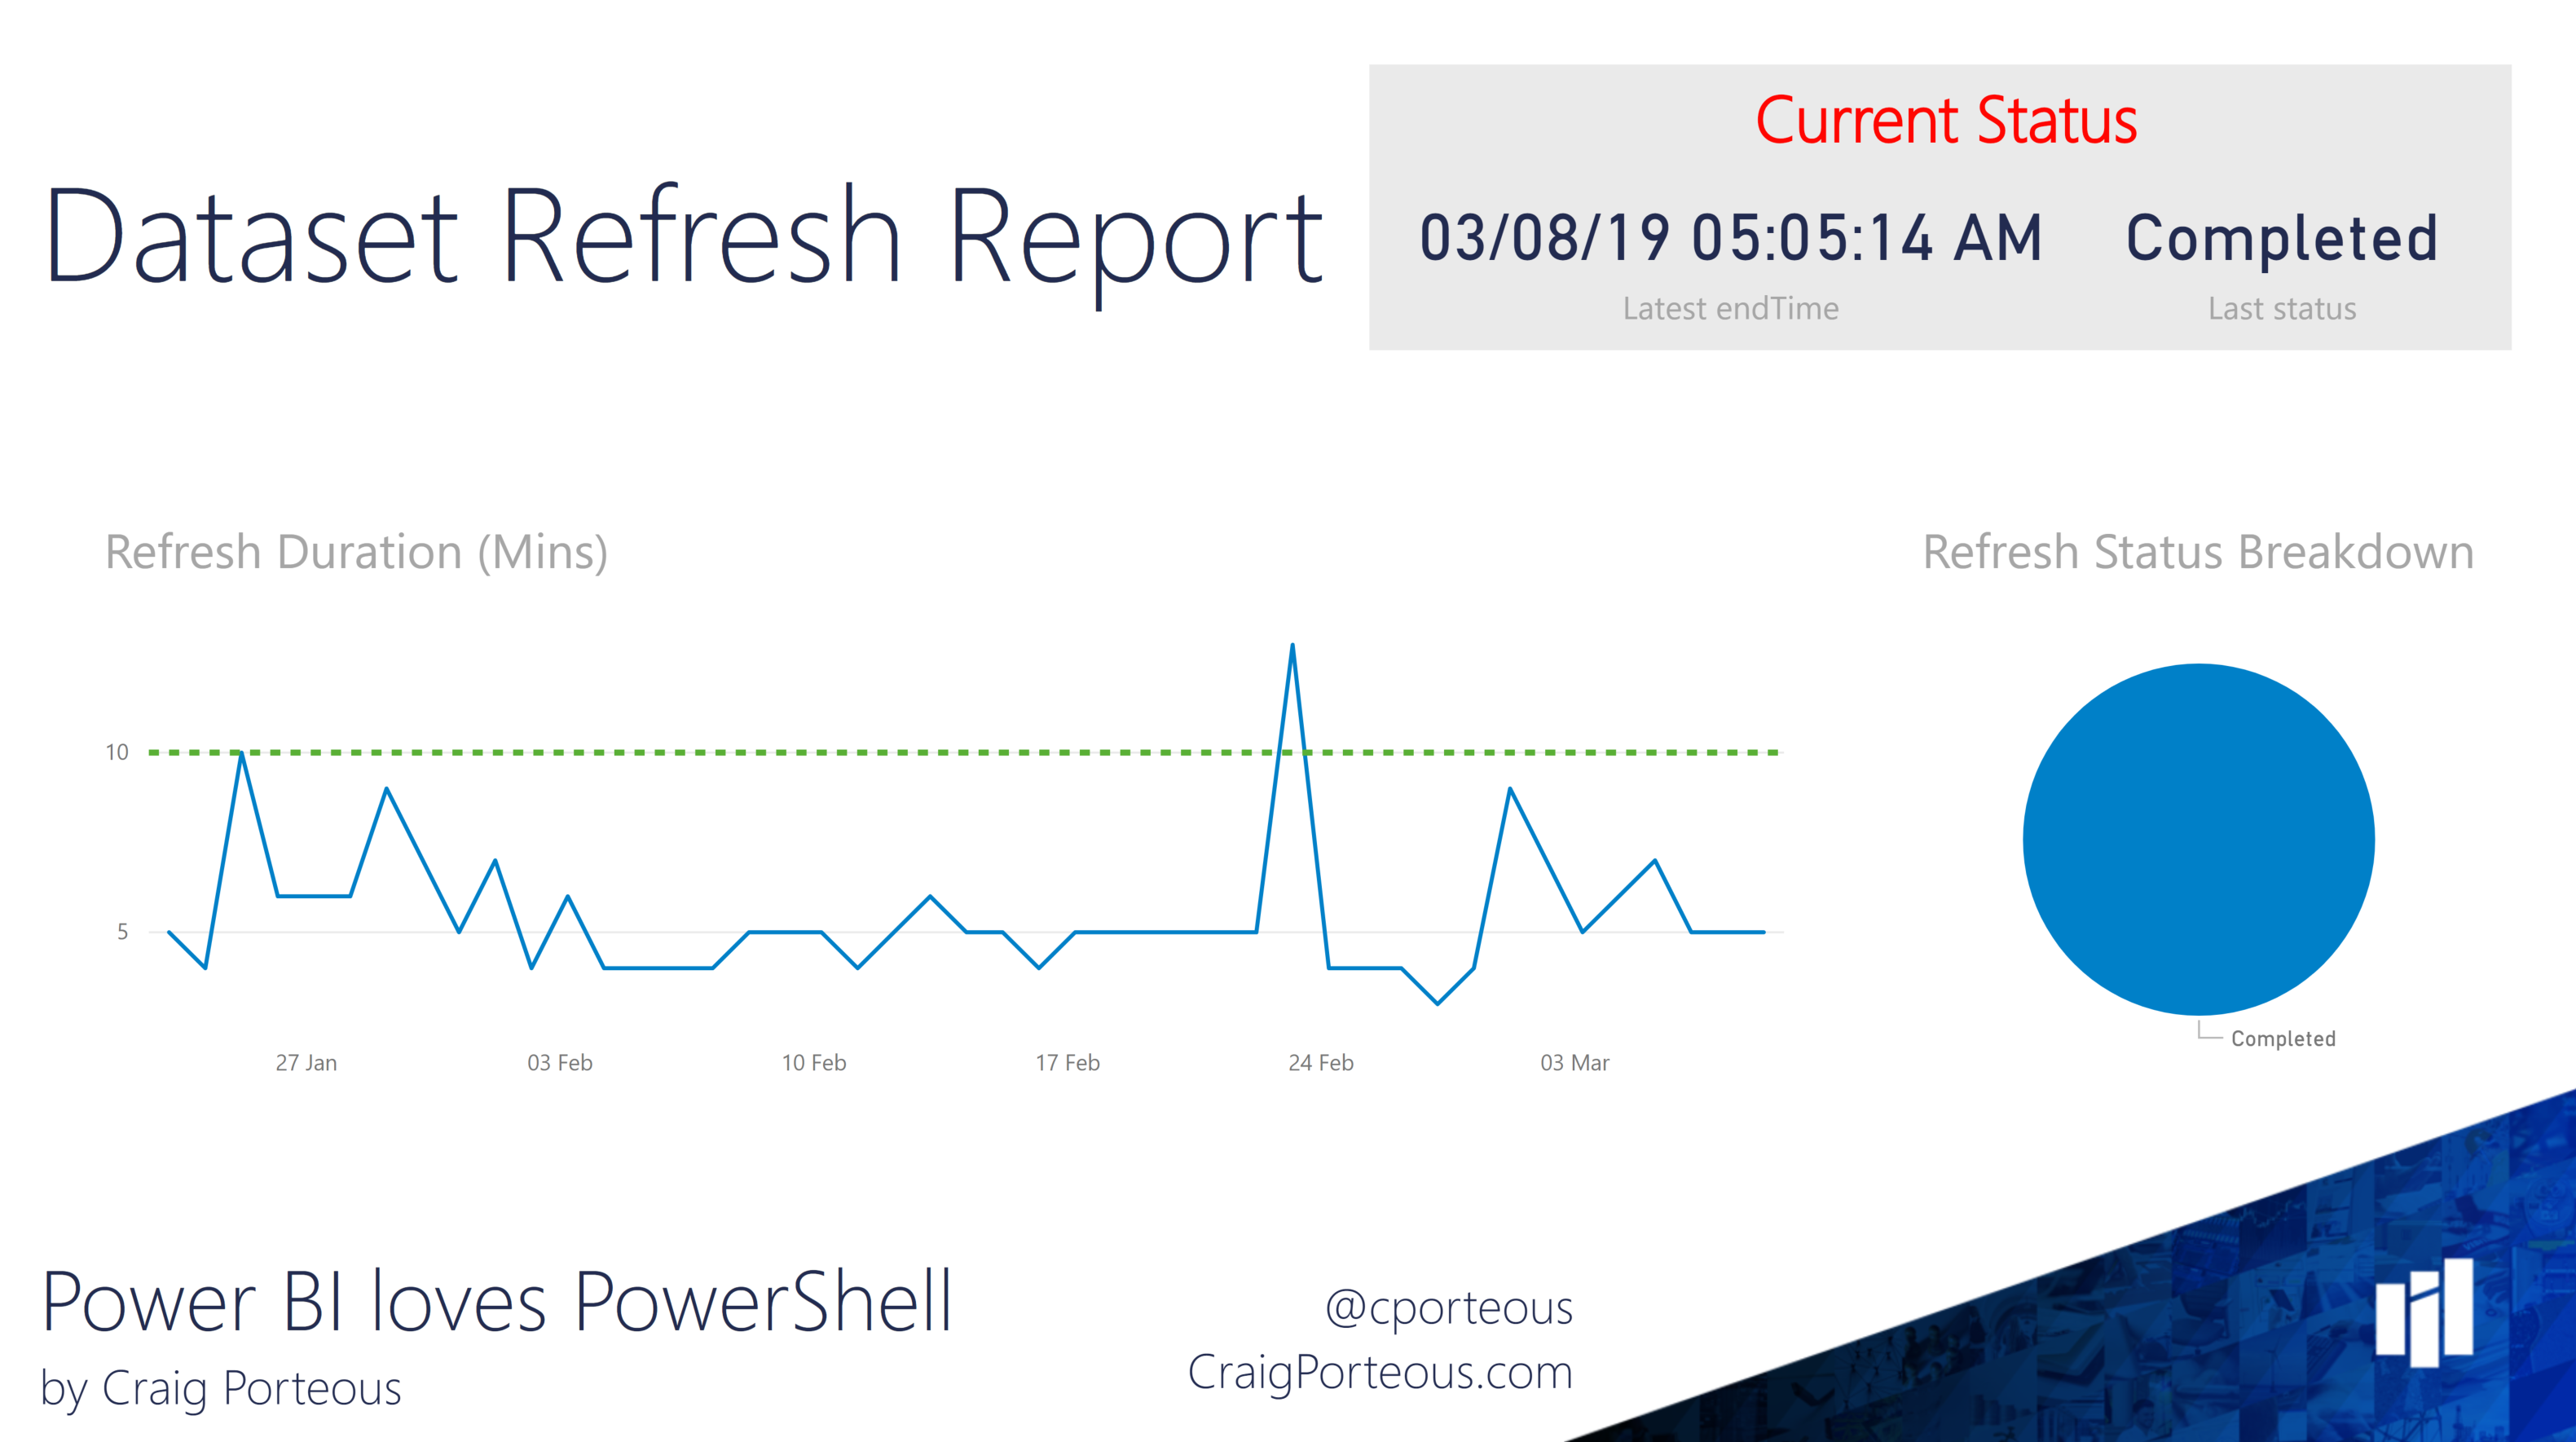 Dataset Refresh Report
Current Status
03/08/19 05:05:14 AM
Latest endTime
Completed
Last status
Refresh Duration (Mins)
10
5
27 Jan
03 Feb
10 Feb
17 Feb
24 Feb
03 Mar
Refresh Status Breakdown
Completed
Power BI loves PowerShell
by Craig Porteous
@cporteous
CraigPorteous.com